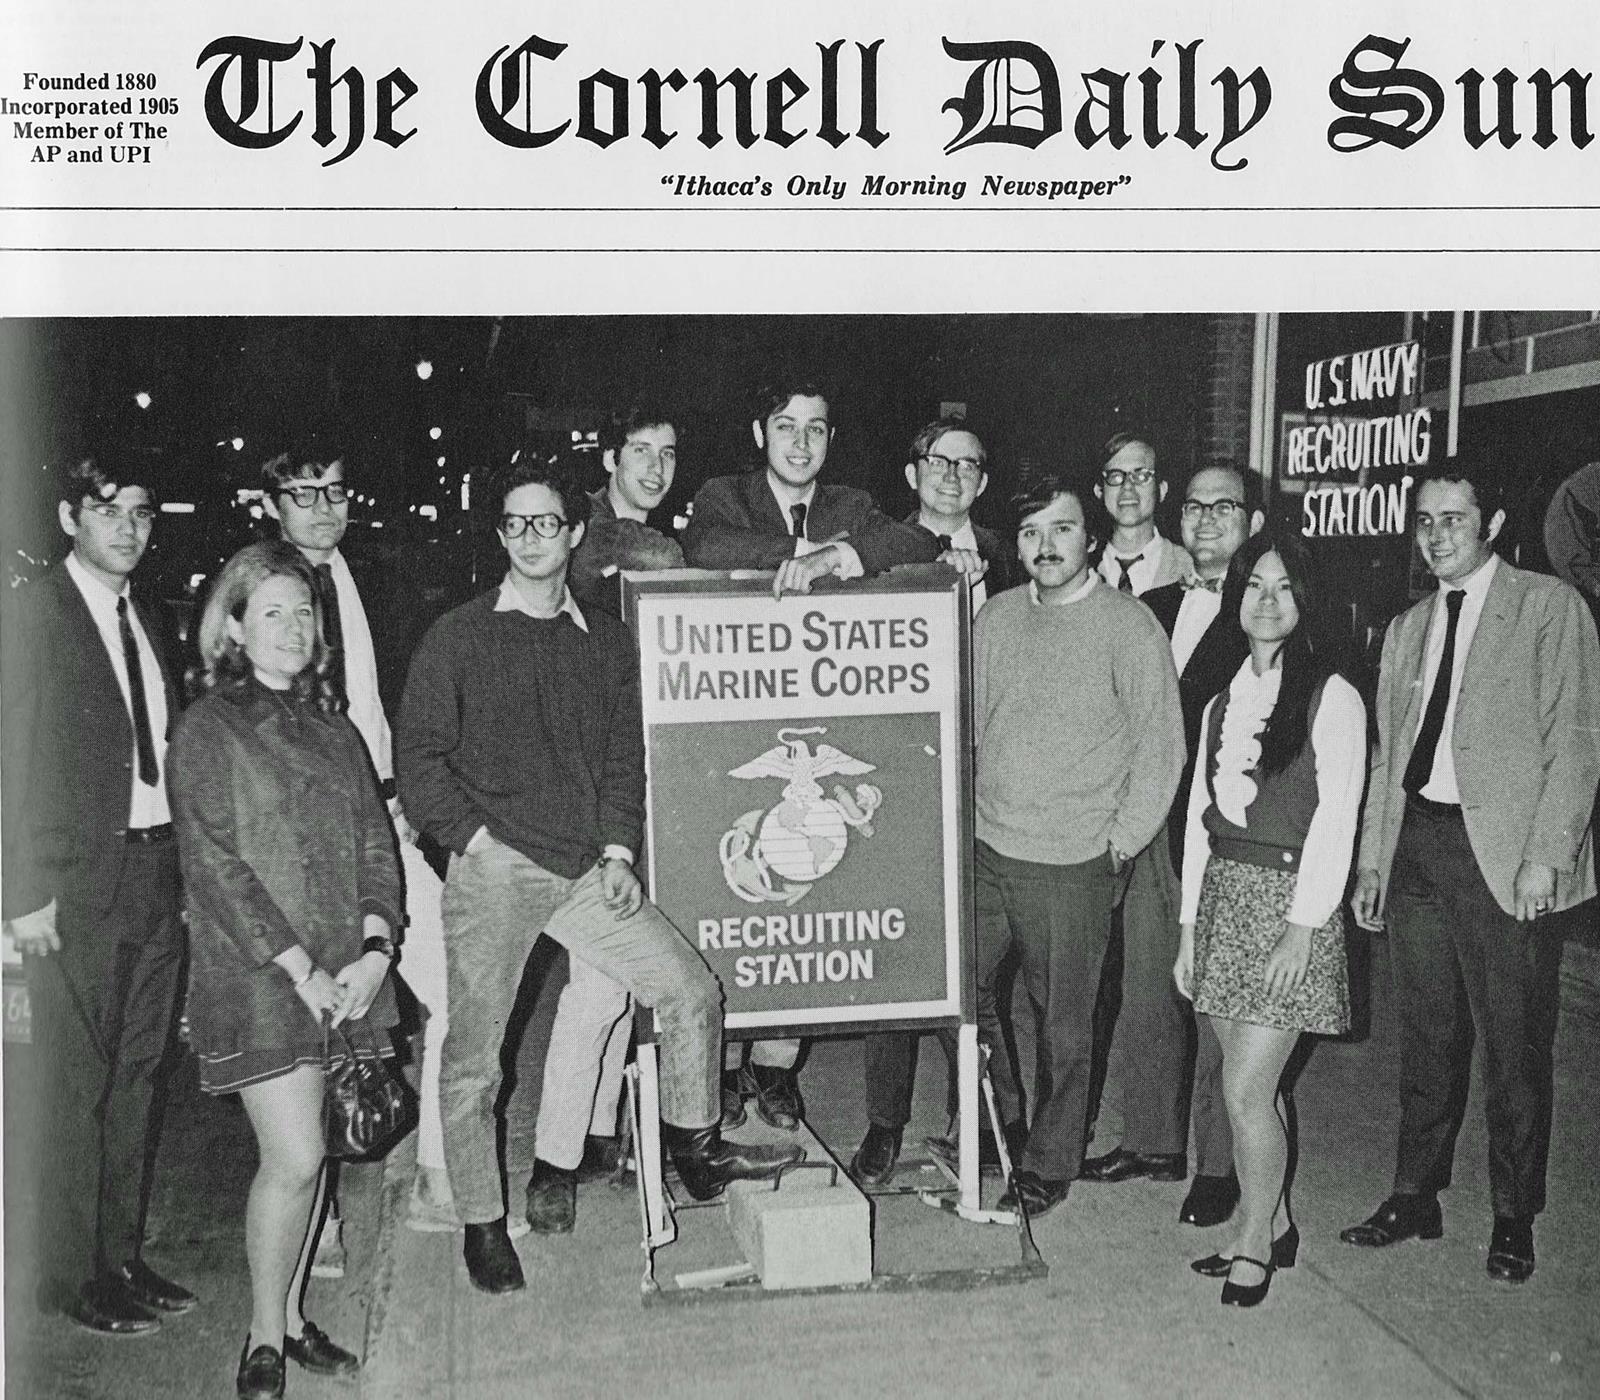 Founded 1880
Incorporated 1905
Member of The
AP and UPI
The Cornell Daily Sun
“Ithaca’s Only Morning Newspaper”
U.S. NAVY
RECRUITING
STATION
UNITED STATES
MARINE CORPS
RECRUITING
STATION